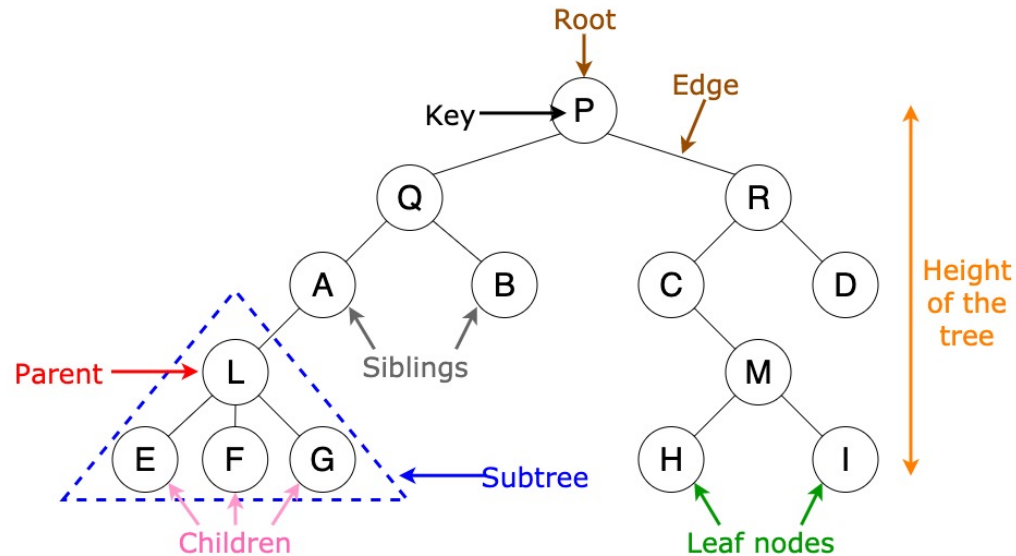 Root
Edge
Key
P
Q
R
A
B
C
D
Height
of the
tree
Siblings
Parent
L
M
E
F
G
H
I
Subtree
Children
Leaf nodes